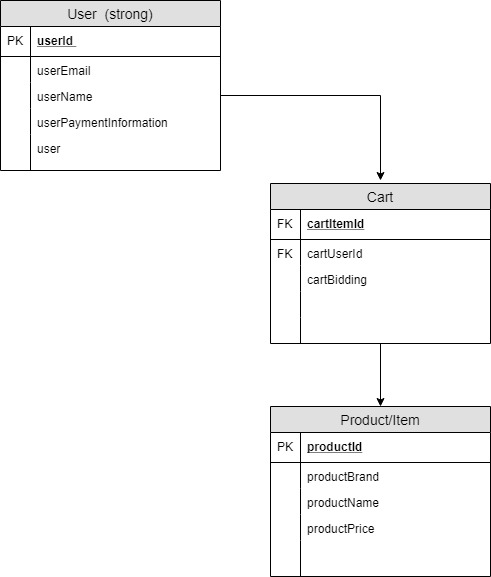 User (strong)
PK userId
userEmail
userName
userPaymentInformation
user
Cart
FK cartItemId
FK cartUserId
cartBidding
Product/Item
PK productId
productBrand
productName
productPrice